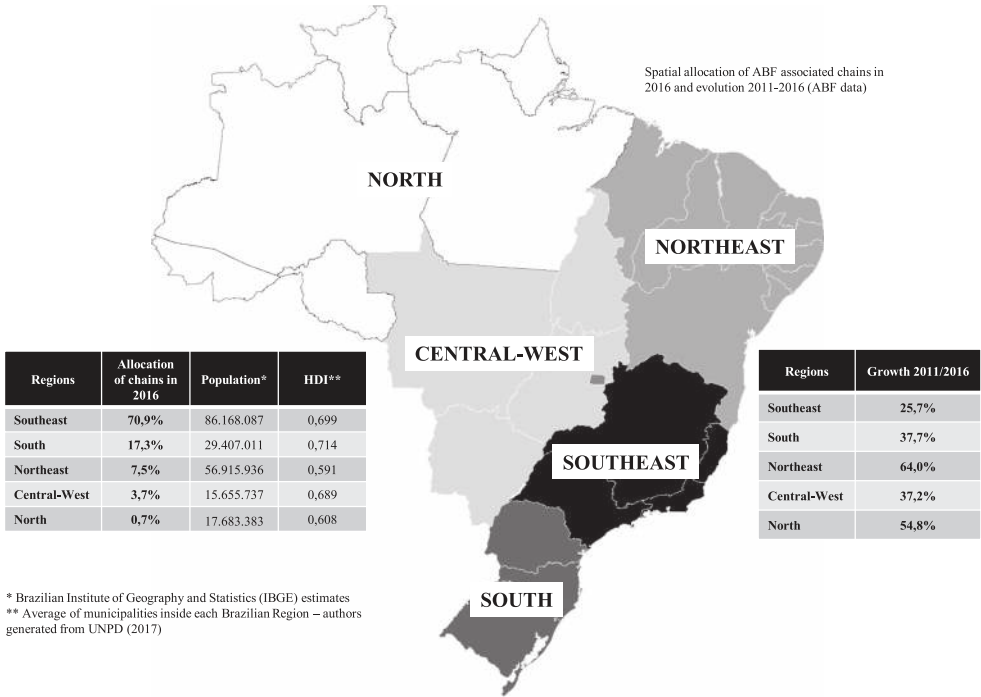 Spatial allocation of ABF associated chains in
2016 and evolution 2011-2016 (ABF data)
NORTH
NORTHEAST
CENTRAL-WEST
SOUTHEAST
SOUTH
Regions Allocation of chains in 2016 Population* HDI**
Southeast 70,9% 86.168.087 0,699
South 17,3% 29.407.011 0,714
Northeast 7,5% 56.915.936 0,591
Central-West 3,7% 15.655.737 0,689
North 0,7% 17.683.383 0,608
Regions Growth 2011/2016
Southeast 25,7%
South 37,7%
Northeast 64,0%
Central-West 37,2%
North 54,8%
* Brazilian Institute of Geography and Statistics (IBGE) estimates
** Average of municipalities inside each Brazilian Region – authors
generated from UNPD (2017)